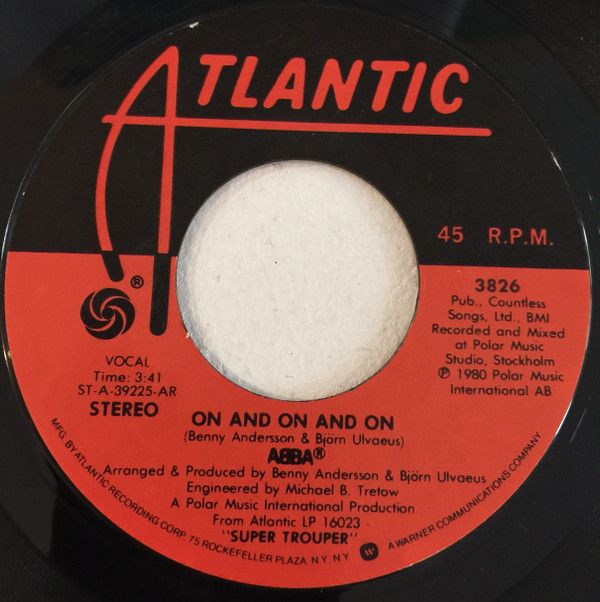 ATLANTIC
45 R.P.M.
®
VOCAL
Time: 3:41
ST-A-39225-AR
STEREO
3826
Pub., Countless
Songs, Ltd., BMI
Recorded and Mixed
at Polar Music
Studio, Stockholm
℗ 1980 Polar Music
International AB
ON AND ON AND ON
(Benny Andersson & Björn Ulvaeus)
ABBA®
Arranged & Produced by Benny Andersson & Björn Ulvaeus
Engineered by Michael B. Tretow
A Polar Music International Production
From Atlantic LP 16023
"SUPER TROUPER"
MFG. BY ATLANTIC RECORDING CORP. 75 ROCKEFELLER PLAZA, N.Y. N.Y. W A WARNER COMMUNICATIONS COMPANY